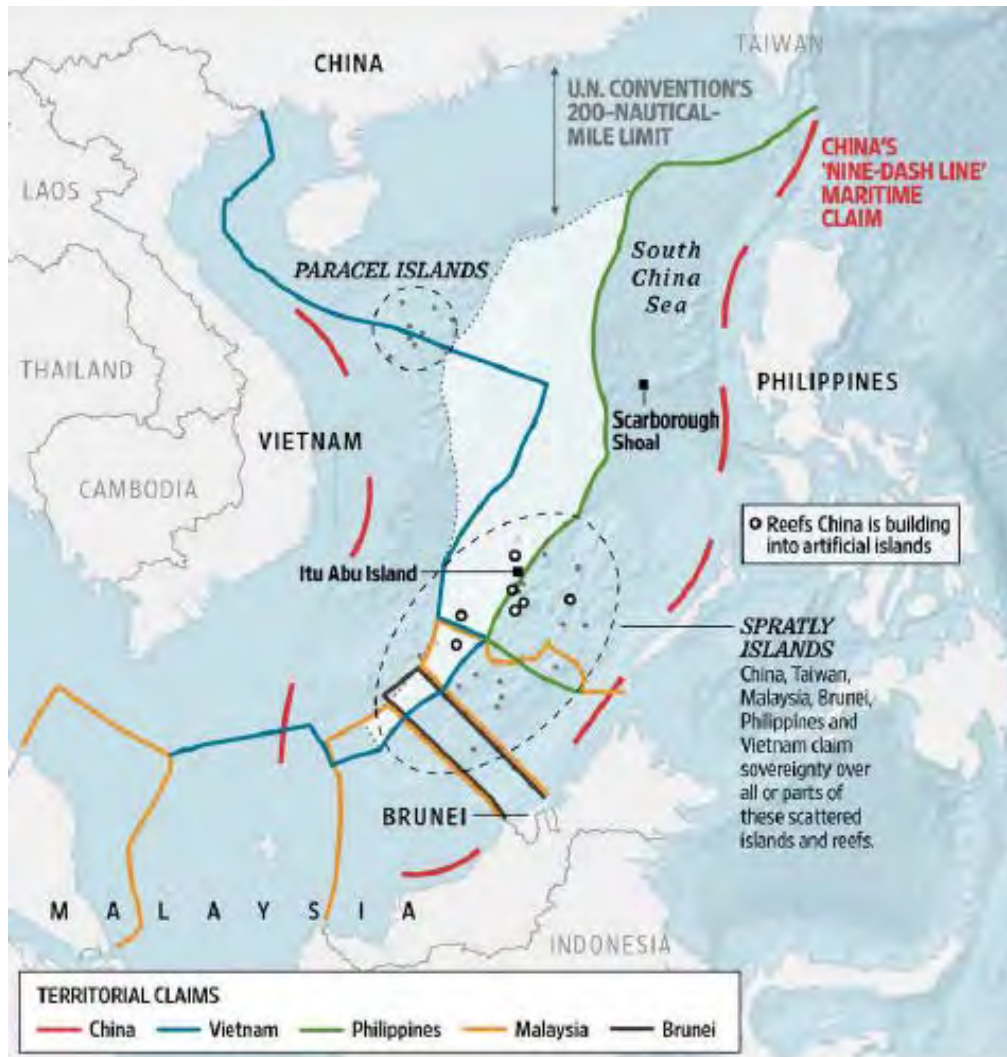 TAIWAN
CHINA
U.N. CONVENTION'S
200-NAUTICAL-
MILE LIMIT
CHINA'S
'NINE-DASH LINE'
MARITIME
CLAIM
LAOS
South
China
Sea
PARACEL ISLANDS
THAILAND
PHILIPPINES
Scarborough
Shoal
VIETNAM
CAMBODIA
Reefs China is building
into artificial islands
Itu Abu Island
SPRATLY
ISLANDS
China, Taiwan,
Malaysia, Brunei,
Philippines and
Vietnam claim
sovereignty over
all or parts of
these scattered
islands and reefs.
BRUNEI
MALAYSIA
INDONESIA
TERRITORIAL CLAIMS
China Vietnam Philippines Malaysia Brunei